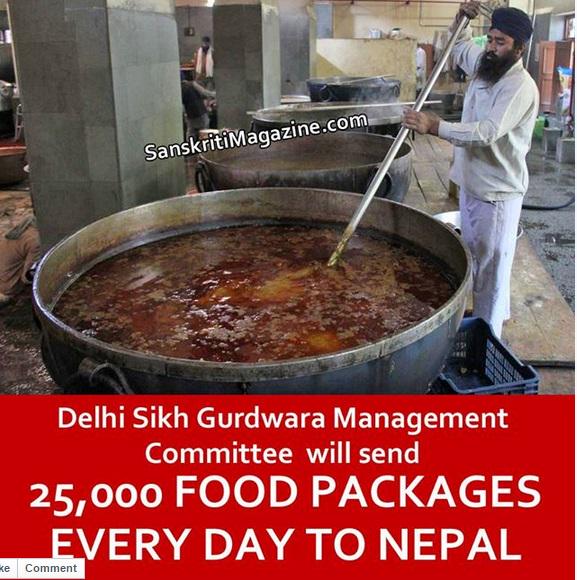 SanskritiMagazine.com
Delhi Sikh Gurdwara Management
Committee will send
25,000 FOOD PACKAGES
EVERY DAY TO NEPAL
ke Comment